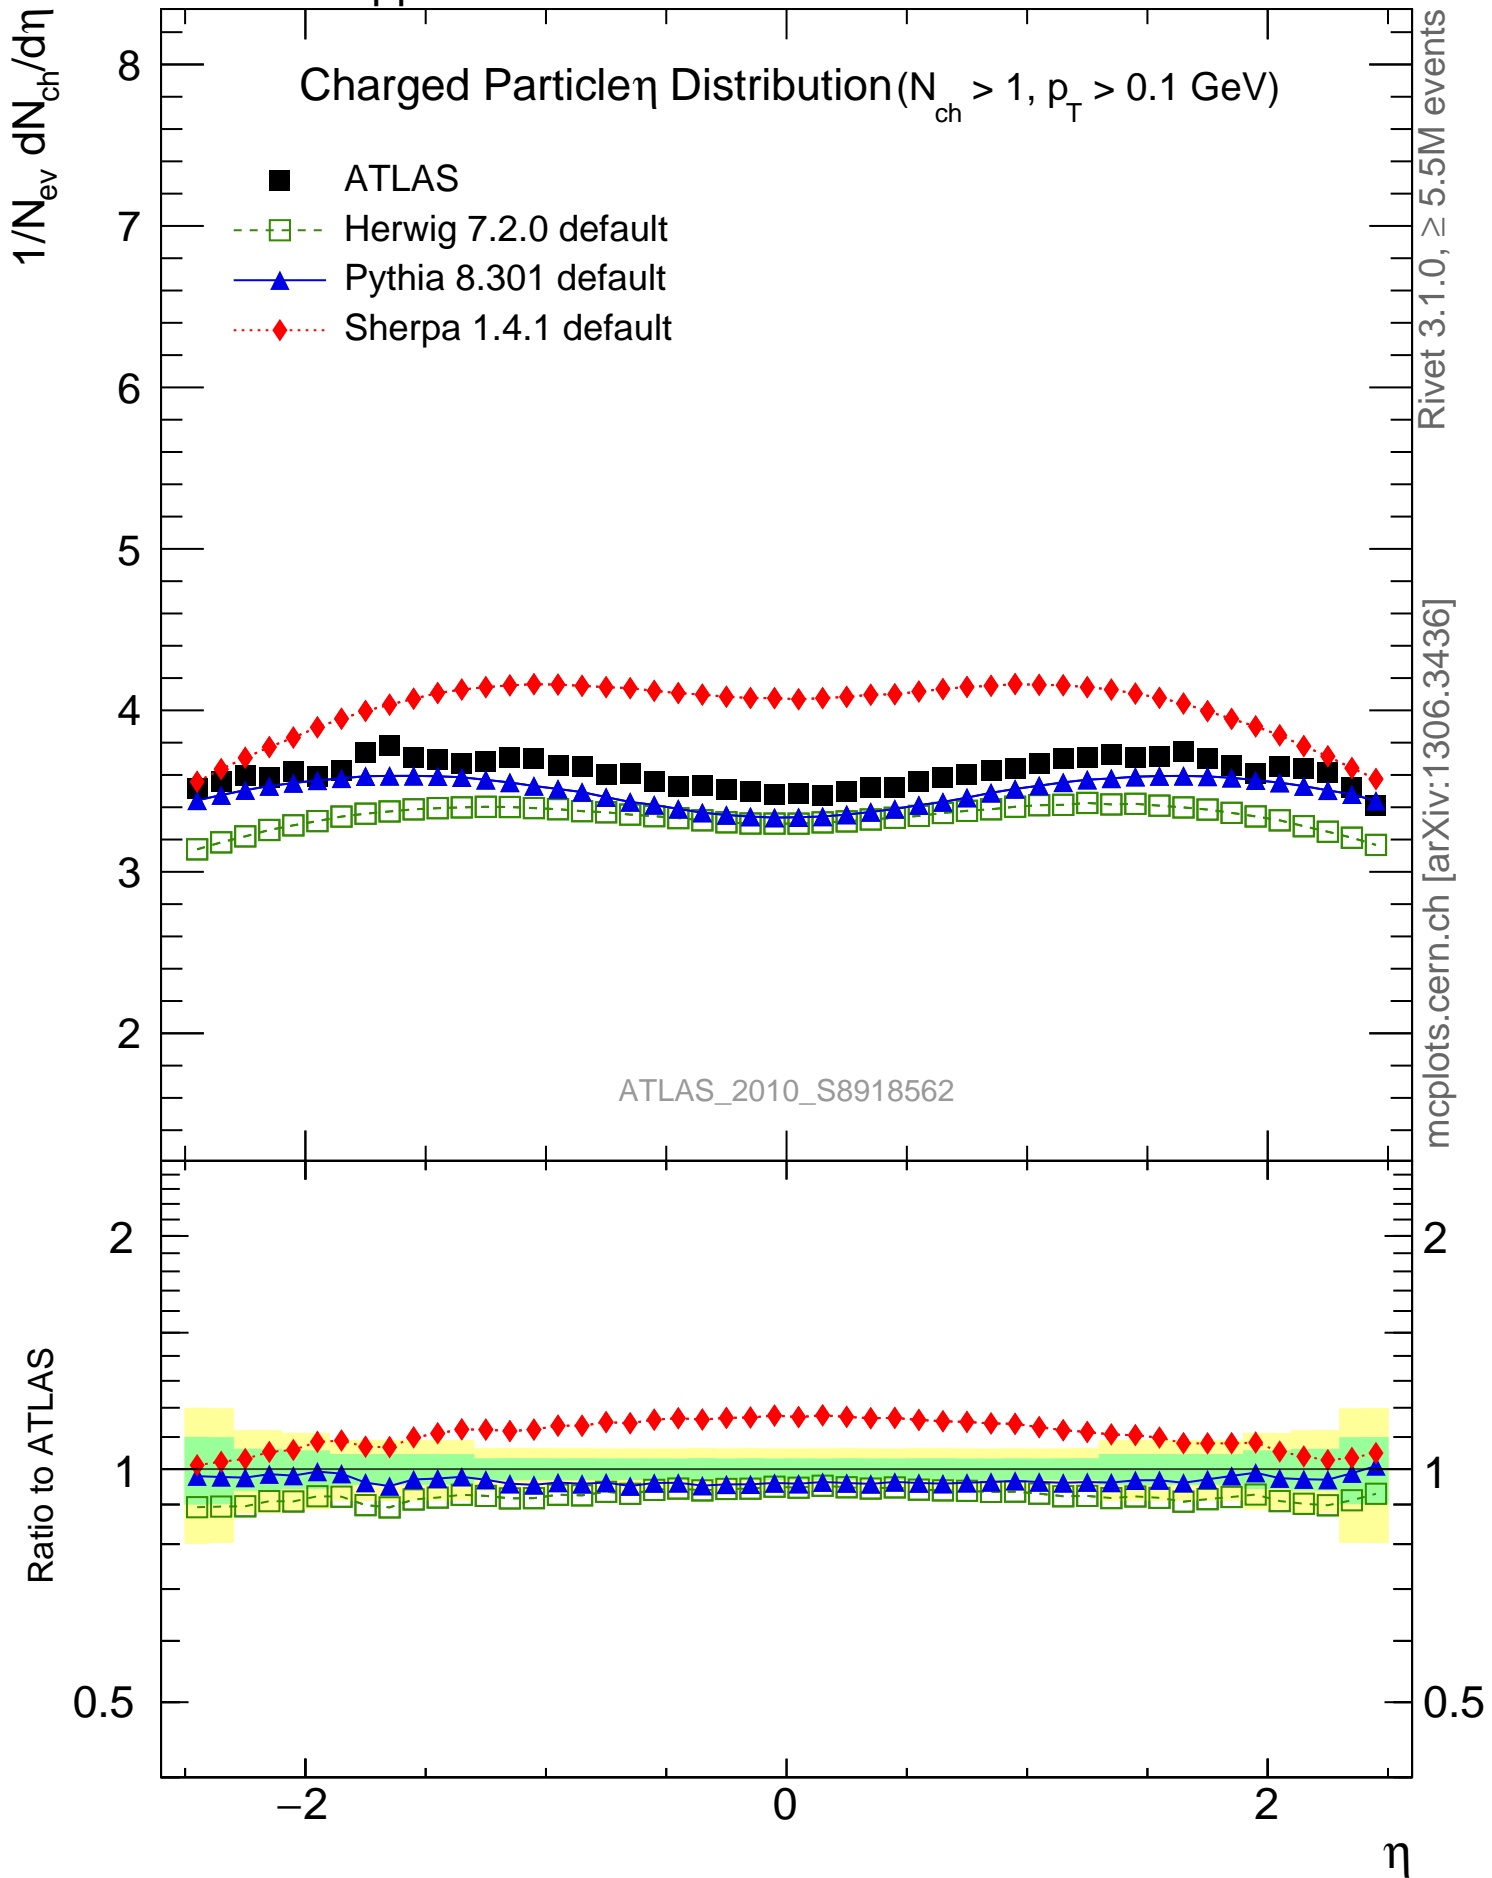 pp
1/N_ev dN_ch/dη
8
7
6
5
4
3
2
Charged Particleη Distribution(N_ch > 1, p_T > 0.1 GeV)
ATLAS
Herwig 7.2.0 default
Pythia 8.301 default
Sherpa 1.4.1 default
ATLAS_2010_S8918562
Rivet 3.1.0, ≥ 5.5M events
mcplots.cern.ch [arXiv:1306.3436]
Ratio to ATLAS
2
1
0.5
2
1
0.5
−2
0
2
η